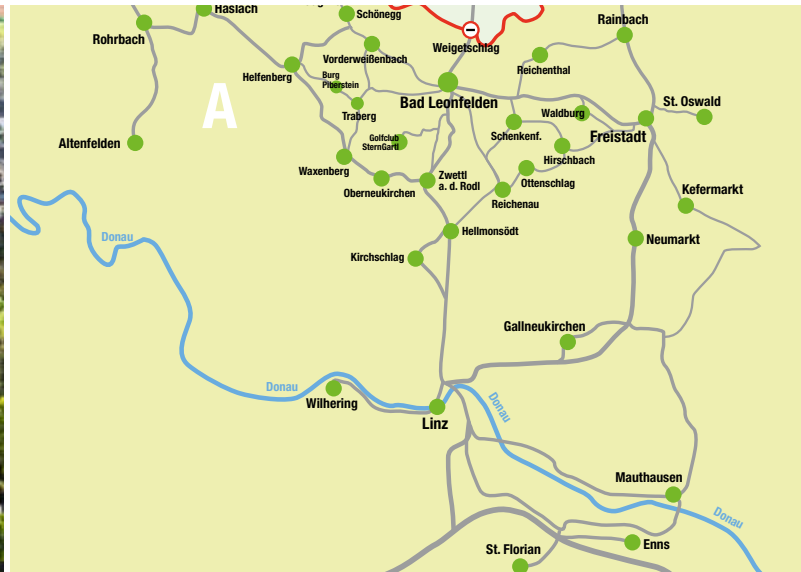 Haslach
Schönegg
Rainbach
Rohrbach
Weigetschlag
Vorderweißenbach
Reichenthal
Helfenberg
Burg
Piberstein
Bad Leonfelden
A
Traberg
Waldburg
St. Oswald
Schenkenf.
Freistadt
Altenfelden
Golfclub
SternGartl
Hirschbach
Waxenberg
Zwettl
a. d. Rodl
Ottenschlag
Kefermarkt
Oberneukirchen
Reichenau
Donau
Hellmonsödt
Neumarkt
Kirchschlag
Gallneukirchen
Donau
Wilhering
Donau
Linz
Mauthausen
Donau
St. Florian
Enns